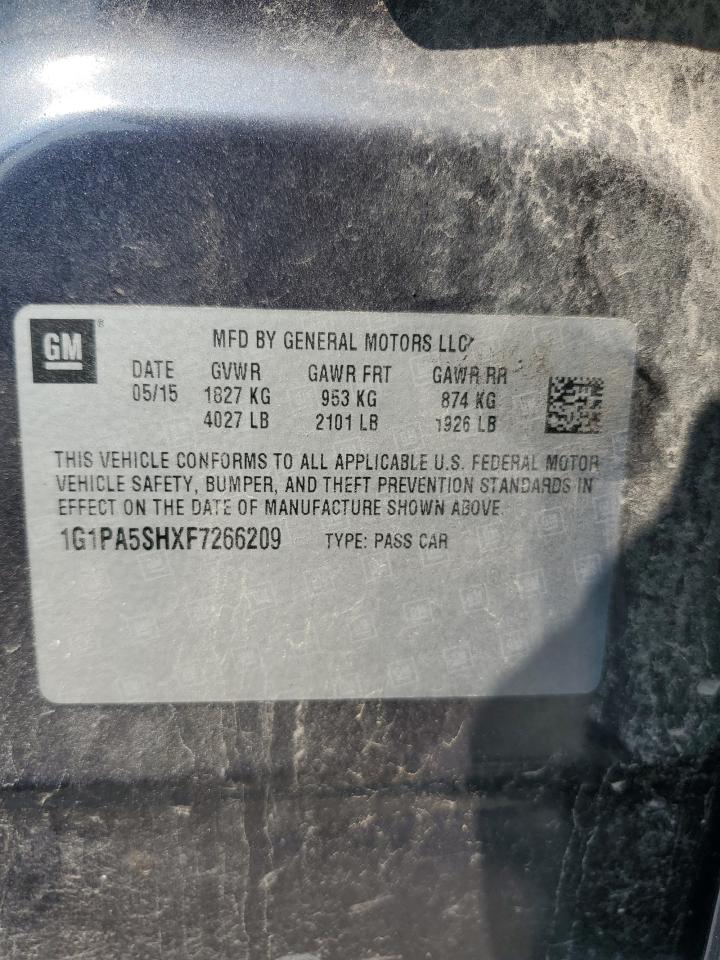 GM
®
MFD BY GENERAL MOTORS LLC
DATE GVWR GAWR FRT GAWR RR
05/15 1827 KG 953 KG 874 KG
4027 LB 2101 LB 1926 LB
THIS VEHICLE CONFORMS TO ALL APPLICABLE U.S. FEDERAL MOTOR
VEHICLE SAFETY, BUMPER, AND THEFT PREVENTION STANDARDS IN
EFFECT ON THE DATE OF MANUFACTURE SHOWN ABOVE.
1G1PA5SHXF7266209 TYPE: PASS CAR